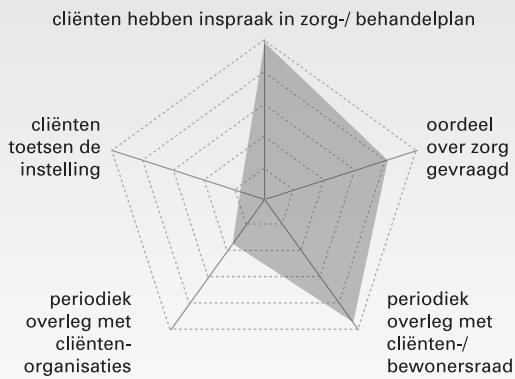 cliënten hebben inspraak in zorg-/ behandelplan
cliënten
toetsen de
instelling
oordeel
over zorg
gevraagd
periodiek
overleg met
cliënten-
organisaties
periodiek
overleg met
cliënten-/
bewonersraad